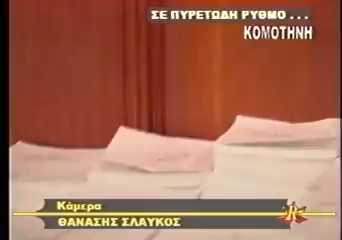 ΣΕ ΠΥΡΕΤΩΔΗ ΡΥΘΜΟ . . .
ΚΟΜΟΤΗΝΗ
Κάμερα
ΘΑΝΑΣΗΣ ΣΛΑΥΚΟΣ
R